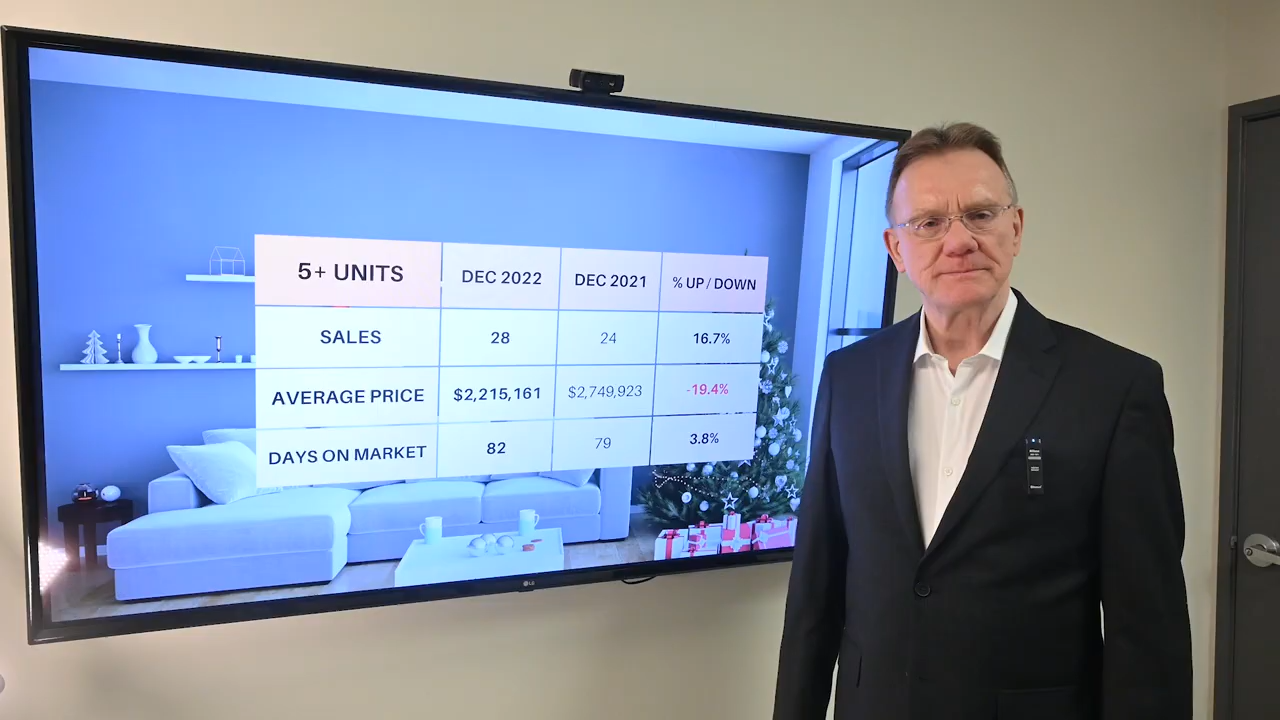 5+ UNITS DEC 2022 DEC 2021 % UP / DOWN
SALES 28 24 16.7%
AVERAGE PRICE $2,215,161 $2,749,923 -19.4%
DAYS ON MARKET 82 79 3.8%
LG